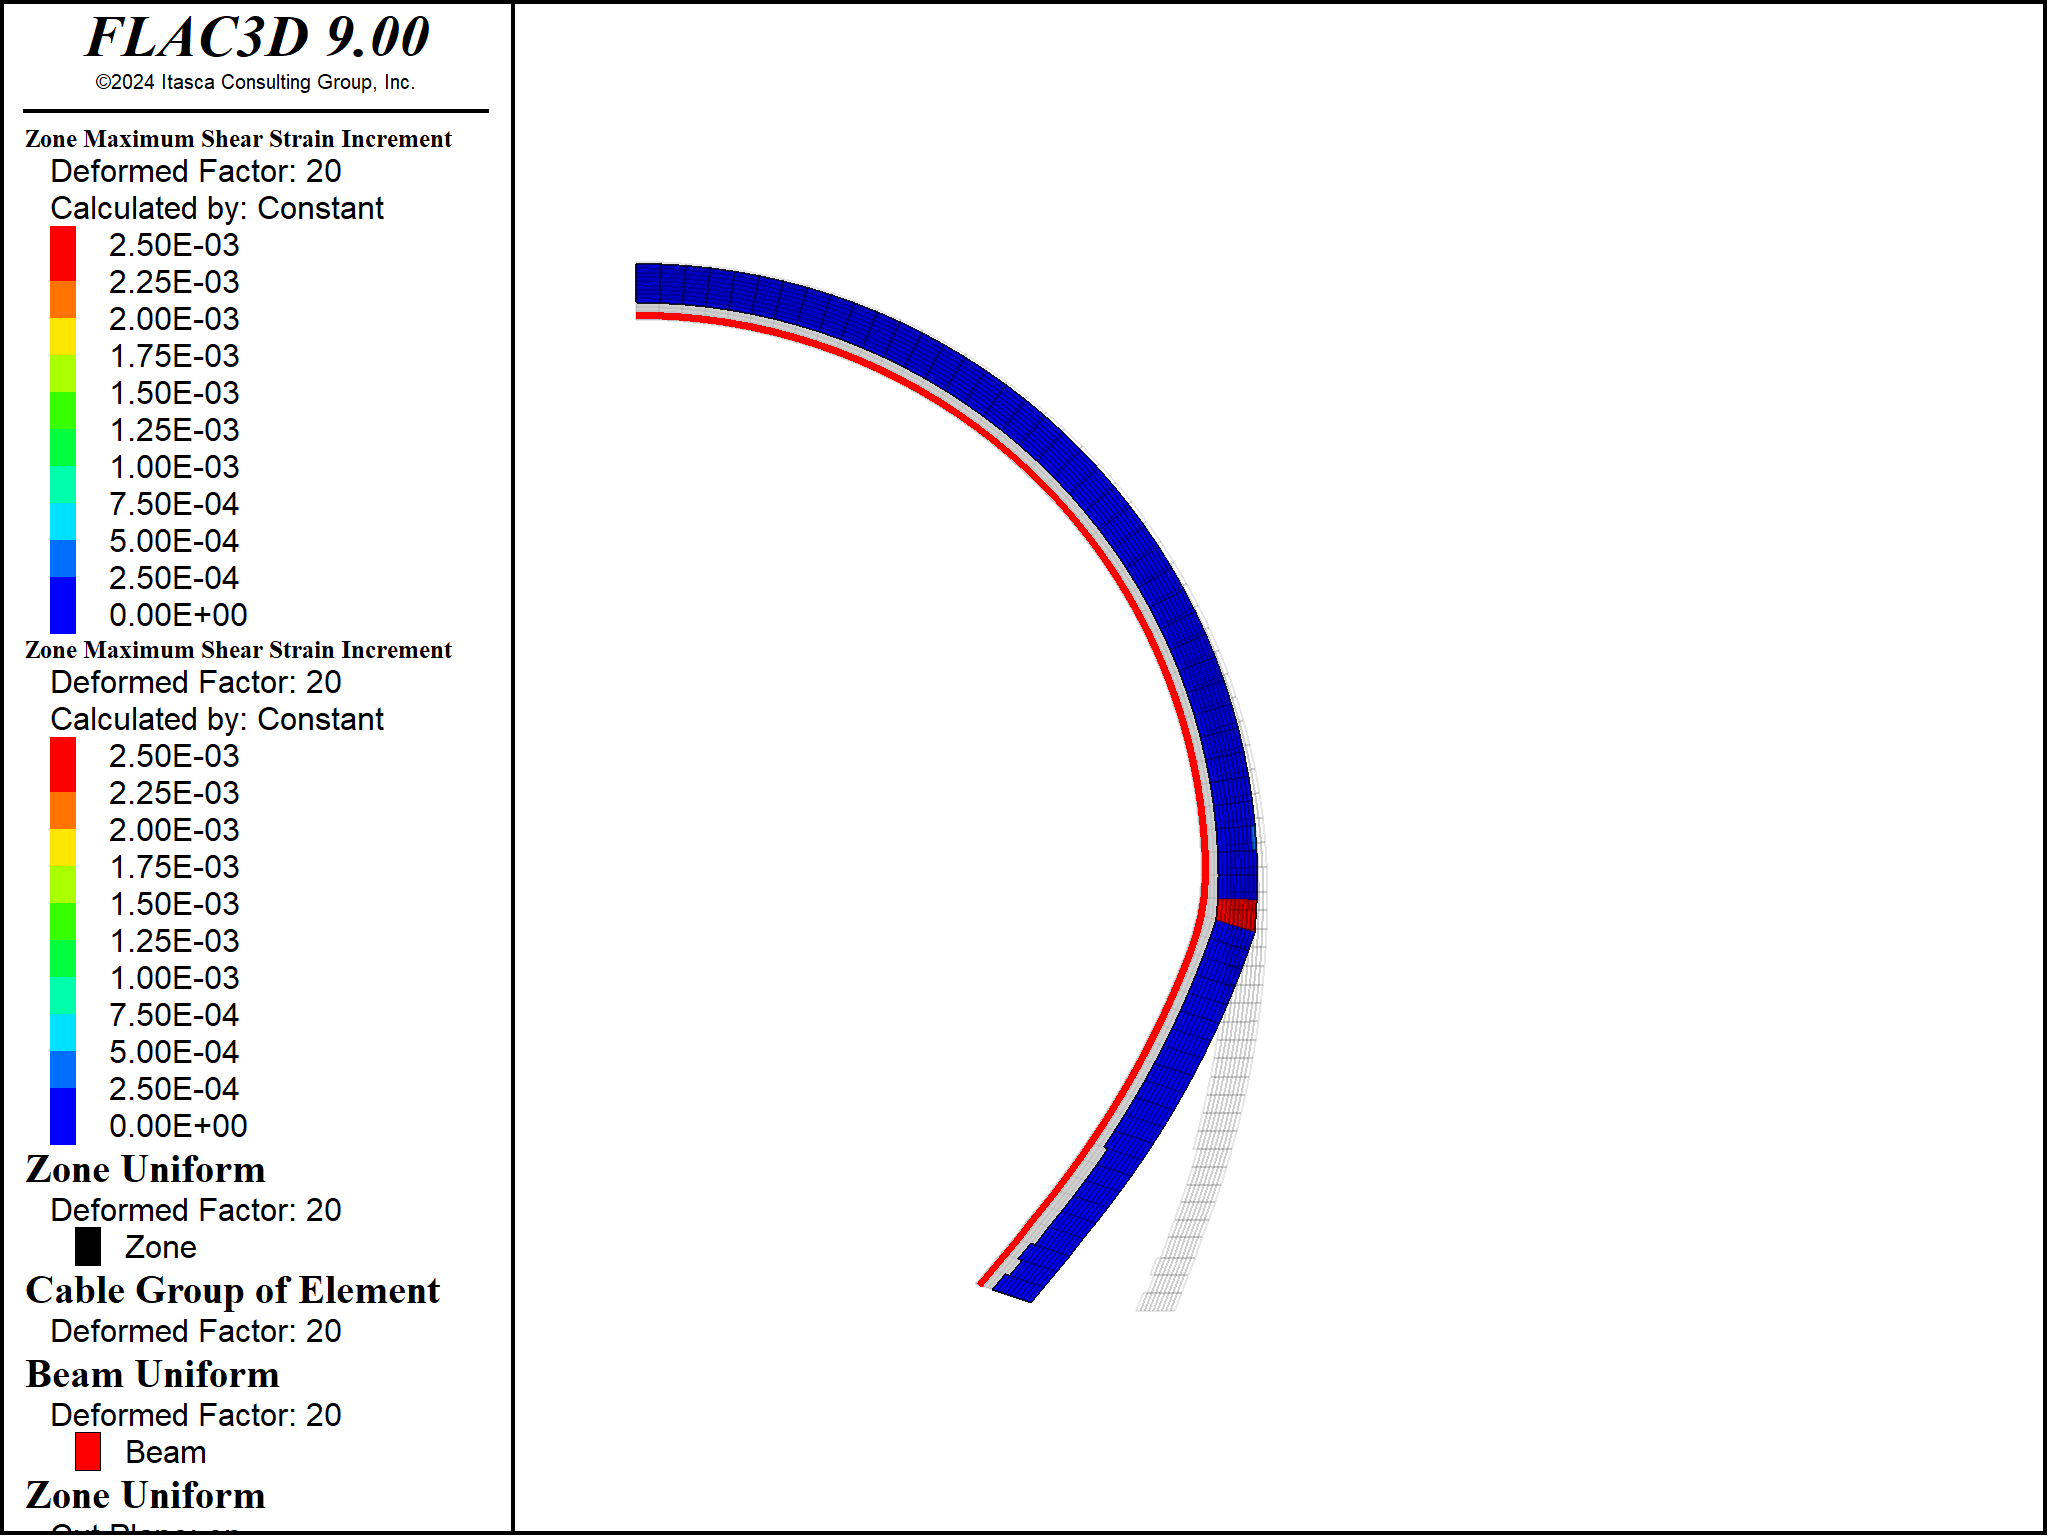 FLAC3D 9.00
©2024 Itasca Consulting Group, Inc.
Zone Maximum Shear Strain Increment
Deformed Factor: 20
Calculated by: Constant
2.50E-03
2.25E-03
2.00E-03
1.75E-03
1.50E-03
1.25E-03
1.00E-03
7.50E-04
5.00E-04
2.50E-04
0.00E+00
Zone Maximum Shear Strain Increment
Deformed Factor: 20
Calculated by: Constant
2.50E-03
2.25E-03
2.00E-03
1.75E-03
1.50E-03
1.25E-03
1.00E-03
7.50E-04
5.00E-04
2.50E-04
0.00E+00
Zone Uniform
Deformed Factor: 20
Zone
Cable Group of Element
Deformed Factor: 20
Beam Uniform
Deformed Factor: 20
Beam
Zone Uniform